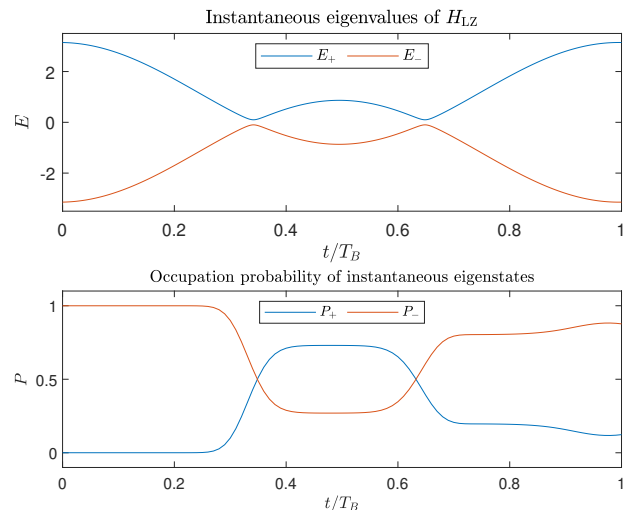 Instantaneous eigenvalues of H_LZ
E_+ E_-
2
0
-2
E
0 0.2 0.4 0.6 0.8 1
t/T_B
Occupation probability of instantaneous eigenstates
P_+ P_-
1
0.5
0
P
0 0.2 0.4 0.6 0.8 1
t/T_B